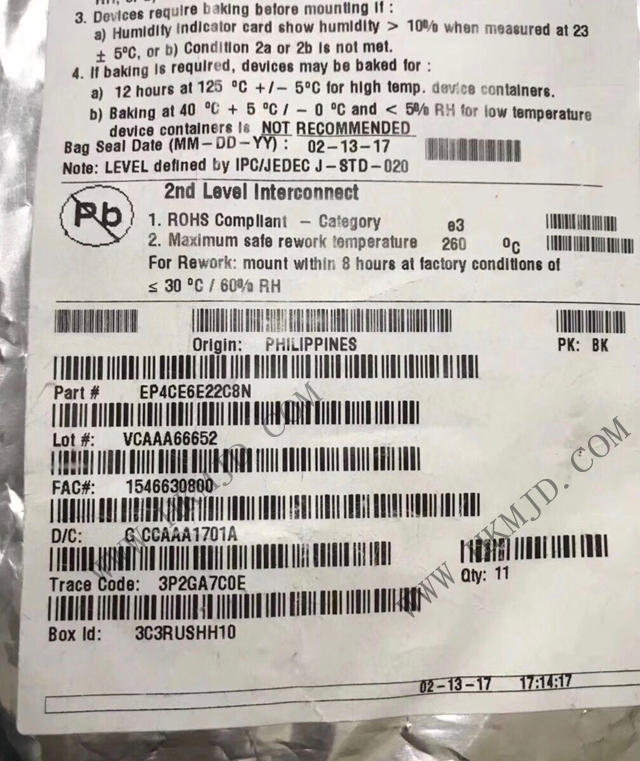 3. Devices require baking before mounting if :
a) Humidity indicator card show humidity > 10% when measured at 23
± 5°C, or b) Condition 2a or 2b is not met.
4. If baking is required, devices may be baked for :
a) 12 hours at 125 °C +/- 5°C for high temp. device containers.
b) Baking at 40 °C + 5 °C / - 0 °C and < 5% RH for low temperature
device containers is NOT RECOMMENDED
Bag Seal Date (MM-DD-YY) : 02-13-17
Note: LEVEL defined by IPC/JEDEC J-STD-020
Pb
2nd Level Interconnect
1. ROHS Compliant - Category e3
2. Maximum safe rework temperature 260 °C
For Rework: mount within 8 hours at factory conditions of
≤ 30 °C / 60% RH
Origin: PHILIPPINES PK: BK
Part # EP4CE6E22C8N
Lot #: VCAAA66652
FAC#: 1546630800
D/C: G CCAAA1701A
Trace Code: 3P2GA7C0E Qty: 11
Box Id: 3C3RUSHH10
02-13-17 17:14:17
WWW.HKMJD.COM
WWW.HKMJD.COM